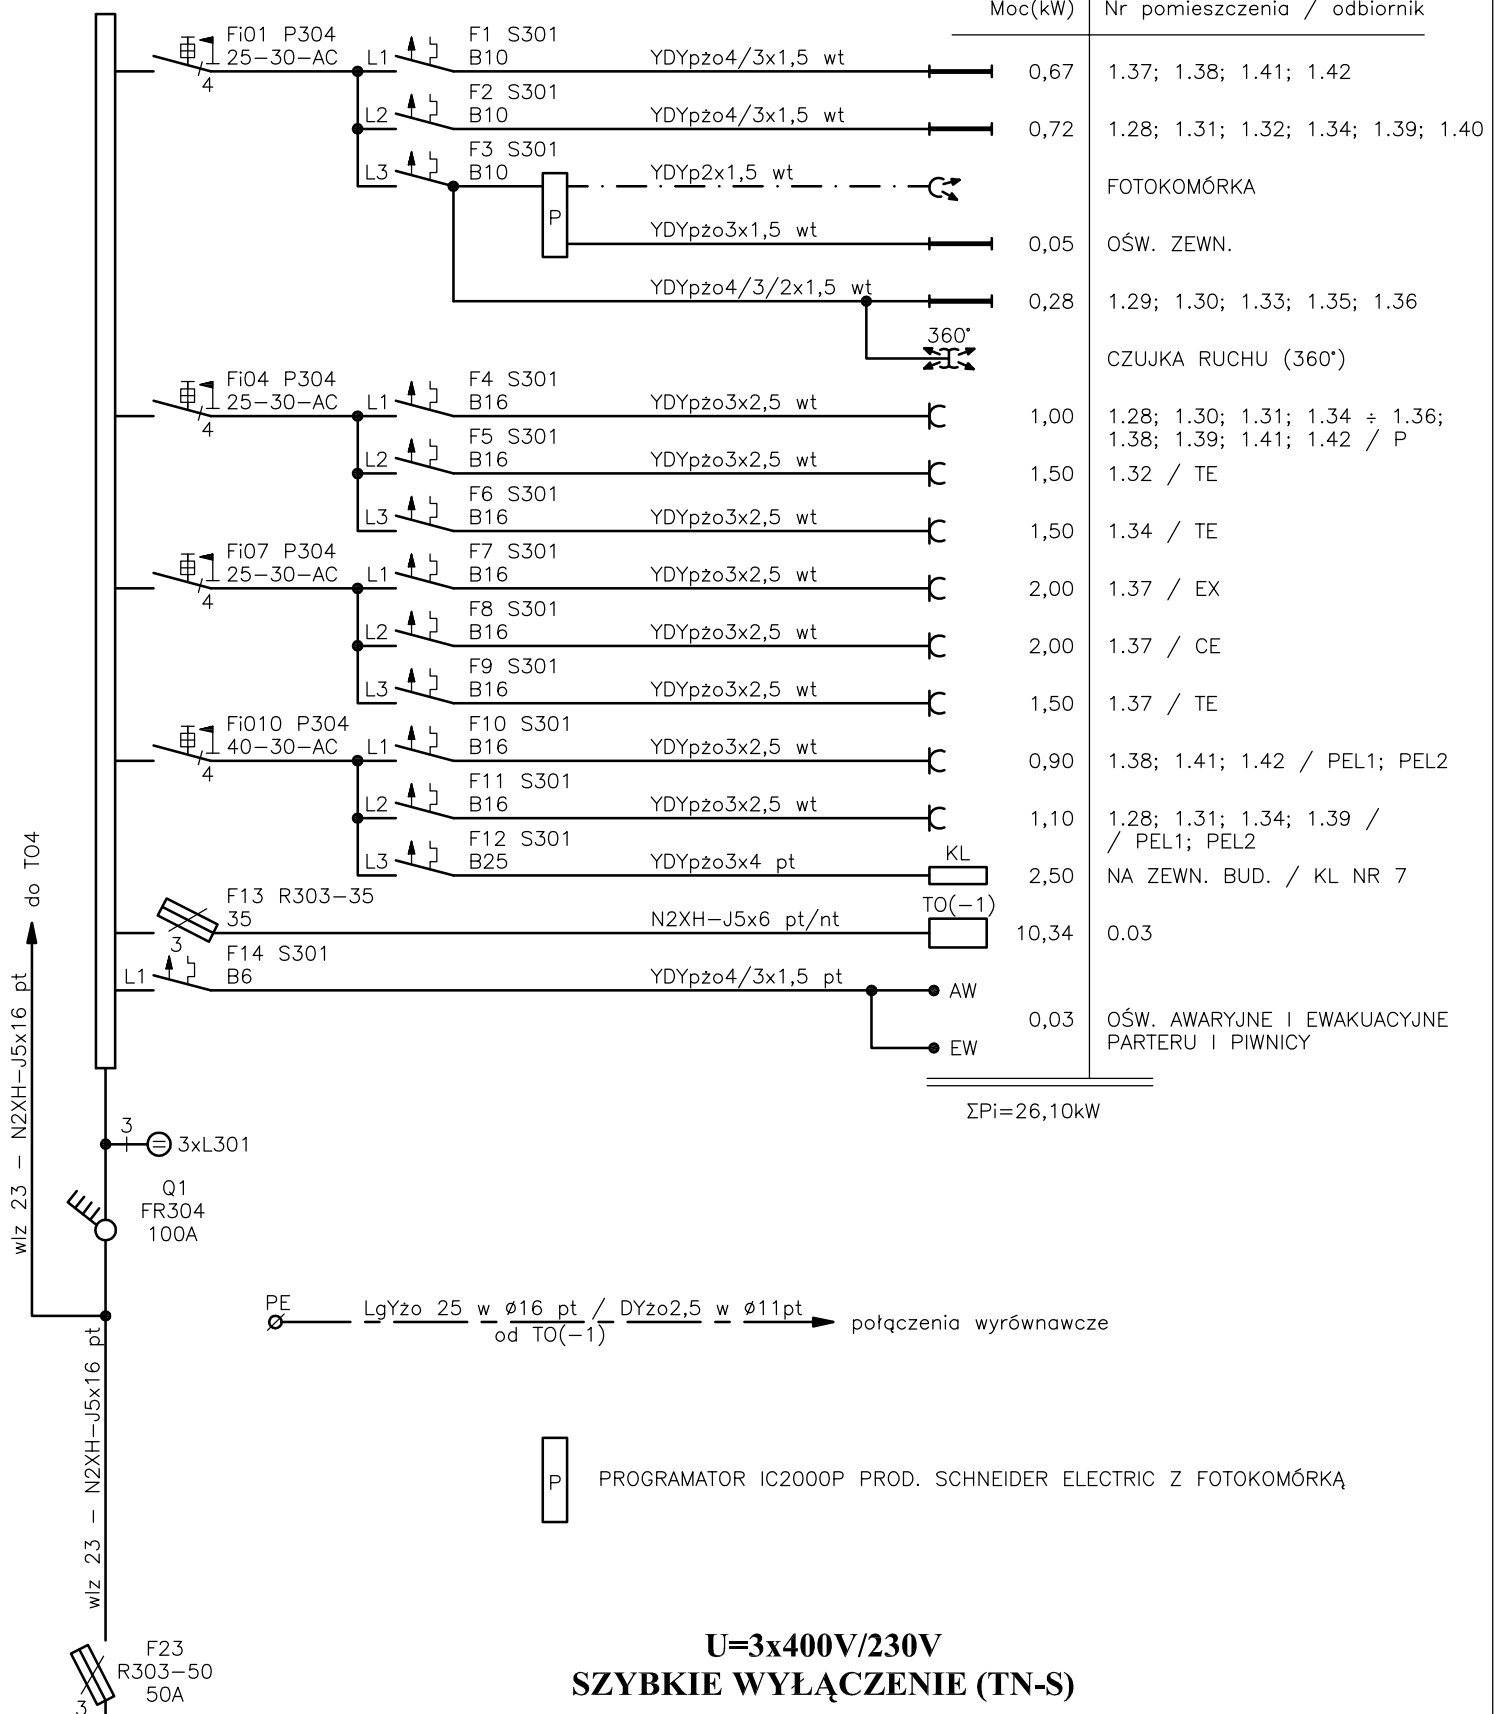 Moc(kW) Nr pomieszczenia / odbiornik
Fi01 P304
25-30-AC
4
L1
F1 S301
B10
YDYpżo4/3x1,5 wt
0,67
1.37; 1.38; 1.41; 1.42
L2
F2 S301
B10
YDYpżo4/3x1,5 wt
0,72
1.28; 1.31; 1.32; 1.34; 1.39; 1.40
L3
F3 S301
B10
P
YDYp2x1,5 wt
FOTOKOMÓRKA
YDYpżo3x1,5 wt
0,05
OŚW. ZEWN.
YDYpżo4/3/2x1,5 wt
0,28
1.29; 1.30; 1.33; 1.35; 1.36
360°
CZUJKA RUCHU (360°)
Fi04 P304
25-30-AC
4
L1
F4 S301
B16
YDYpżo3x2,5 wt
1,00
1.28; 1.30; 1.31; 1.34 ÷ 1.36;
1.38; 1.39; 1.41; 1.42 / P
L2
F5 S301
B16
YDYpżo3x2,5 wt
1,50
1.32 / TE
L3
F6 S301
B16
YDYpżo3x2,5 wt
1,50
1.34 / TE
Fi07 P304
25-30-AC
4
L1
F7 S301
B16
YDYpżo3x2,5 wt
2,00
1.37 / EX
L2
F8 S301
B16
YDYpżo3x2,5 wt
2,00
1.37 / CE
L3
F9 S301
B16
YDYpżo3x2,5 wt
1,50
1.37 / TE
Fi010 P304
40-30-AC
4
L1
F10 S301
B16
YDYpżo3x2,5 wt
0,90
1.38; 1.41; 1.42 / PEL1; PEL2
L2
F11 S301
B16
YDYpżo3x2,5 wt
1,10
1.28; 1.31; 1.34; 1.39 /
/ PEL1; PEL2
L3
F12 S301
B25
YDYpżo3x4 pt
KL
2,50
NA ZEWN. BUD. / KL NR 7
F13 R303-35
35
3
N2XH-J5x6 pt/nt
TO(-1)
10,34
0.03
L1
F14 S301
B6
YDYpżo4/3x1,5 pt
AW
EW
0,03
OŚW. AWARYJNE I EWAKUACYJNE
PARTERU I PIWNICY
ΣPi=26,10kW
wlz 23 - N2XH-J5x16 pt do TO4
3
3xL301
Q1
FR304
100A
PE
LgYżo 25 w ø16 pt / DYżo2,5 w ø11pt
od TO(-1)
połączenia wyrównawcze
wlz 23 - N2XH-J5x16 pt
P
PROGRAMATOR IC2000P PROD. SCHNEIDER ELECTRIC Z FOTOKOMÓRKĄ
F23
R303-50
50A
3
U=3x400V/230V
SZYBKIE WYŁĄCZENIE (TN-S)